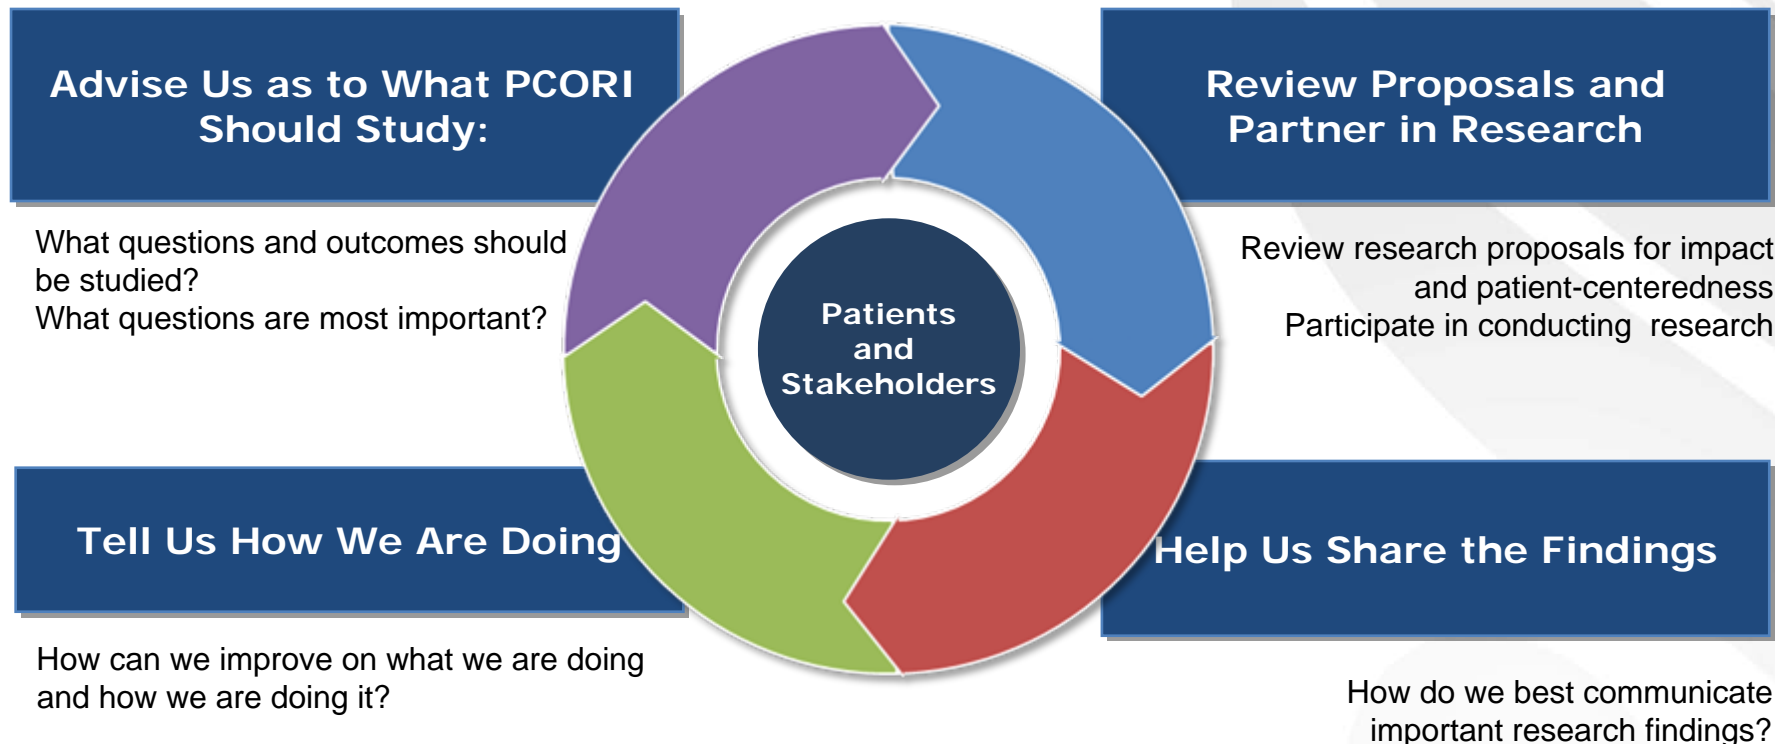 Advise Us as to What PCORI
Should Study:
What questions and outcomes should
be studied?
What questions are most important?
Review Proposals and
Partner in Research
Review research proposals for impact
and patient-centeredness
Participate in conducting  research
Patients
and
Stakeholders
Tell Us How We Are Doing
How can we improve on what we are doing
and how we are doing it?
Help Us Share the Findings
How do we best communicate
important research findings?